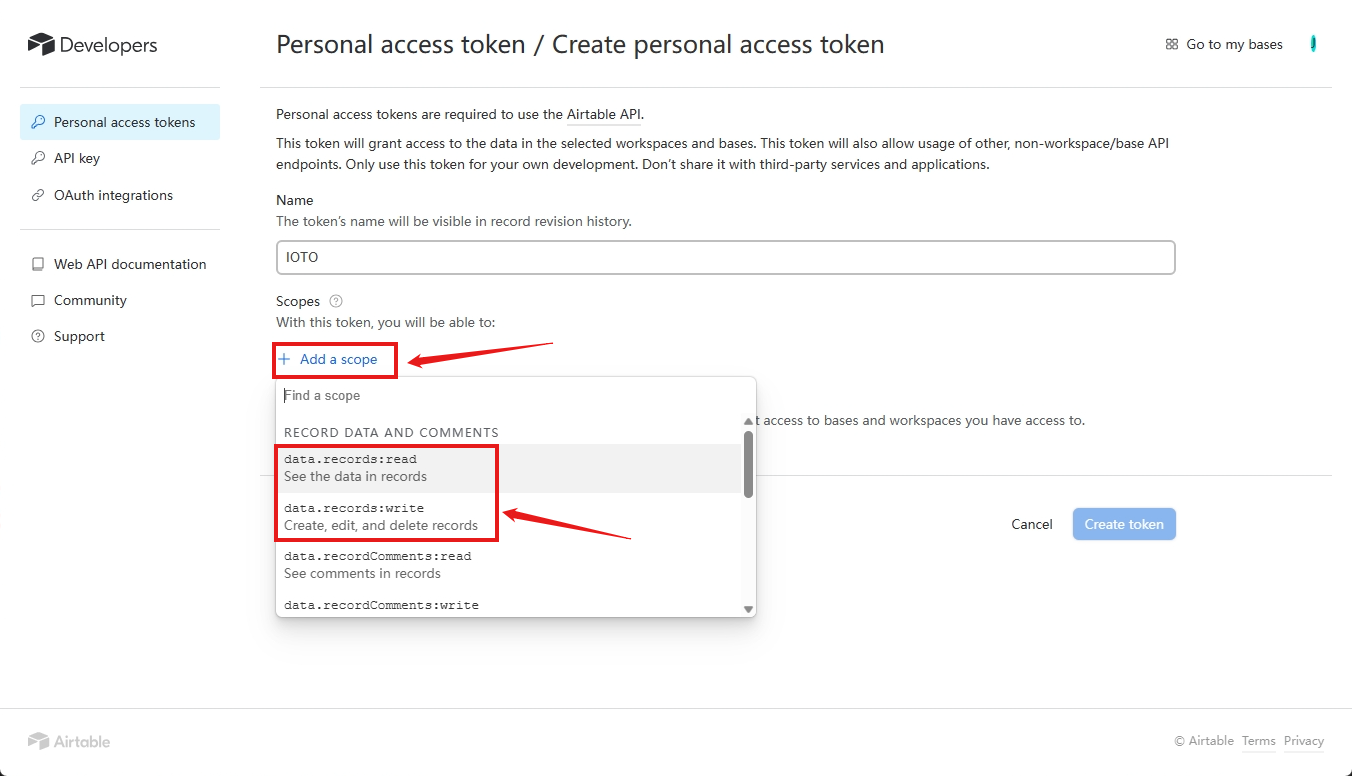 Developers
Personal access token / Create personal access token
Go to my bases
Personal access tokens
API key
OAuth integrations
Web API documentation
Community
Support
Personal access tokens are required to use the Airtable API.
This token will grant access to the data in the selected workspaces and bases. This token will also allow usage of other, non-workspace/base API
endpoints. Only use this token for your own development. Don't share it with third-party services and applications.
Name
The token's name will be visible in record revision history.
IOTO
Scopes ?
With this token, you will be able to:
+ Add a scope
Find a scope
t access to bases and workspaces you have access to.
RECORD DATA AND COMMENTS
data.records:read
See the data in records
data.records:write
Create, edit, and delete records
data.recordComments:read
See comments in records
data.recordComments:write
Cancel
Create token
Airtable
© Airtable Terms Privacy